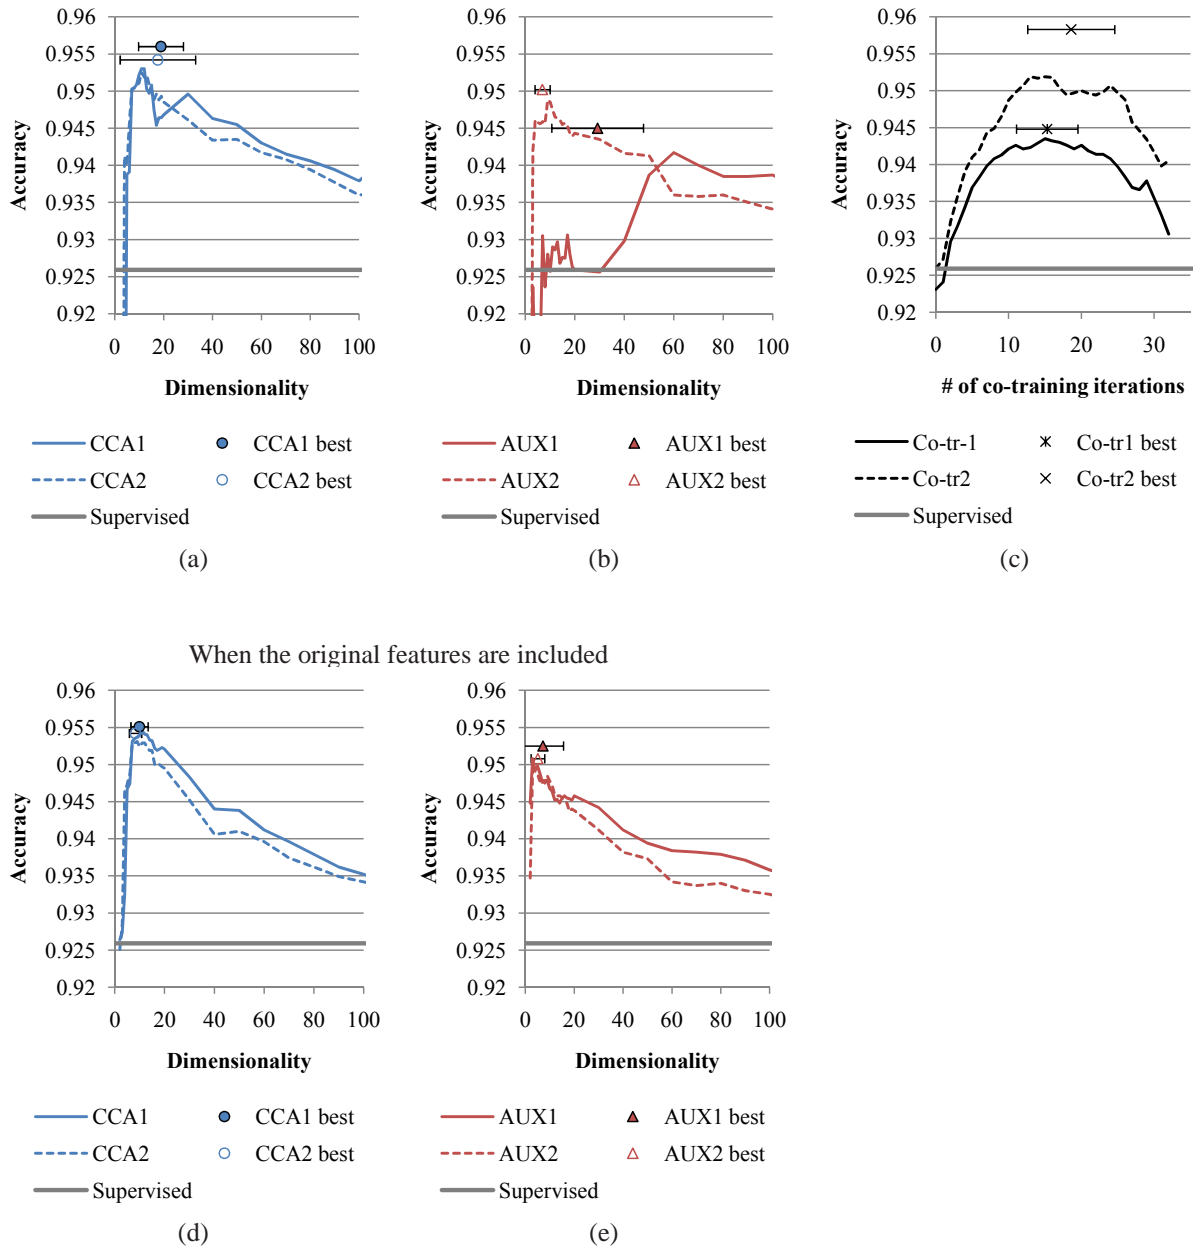 0.96
0.955
0.95
0.945
0.94
0.935
0.93
0.925
0.92
Accuracy
0 20 40 60 80 100
Dimensionality
CCA1 CCA1 best
CCA2 CCA2 best
Supervised
(a)
0.96
0.955
0.95
0.945
0.94
0.935
0.93
0.925
0.92
Accuracy
0 20 40 60 80 100
Dimensionality
AUX1 AUX1 best
AUX2 AUX2 best
Supervised
(b)
0.96
0.955
0.95
0.945
0.94
0.935
0.93
0.925
0.92
Accuracy
0 10 20 30
# of co-training iterations
Co-tr-1 Co-tr1 best
Co-tr2 Co-tr2 best
Supervised
(c)
When the original features are included
0.96
0.955
0.95
0.945
0.94
0.935
0.93
0.925
0.92
Accuracy
0 20 40 60 80 100
Dimensionality
CCA1 CCA1 best
CCA2 CCA2 best
Supervised
(d)
0.96
0.955
0.95
0.945
0.94
0.935
0.93
0.925
0.92
Accuracy
0 20 40 60 80 100
Dimensionality
AUX1 AUX1 best
AUX2 AUX2 best
Supervised
(e)